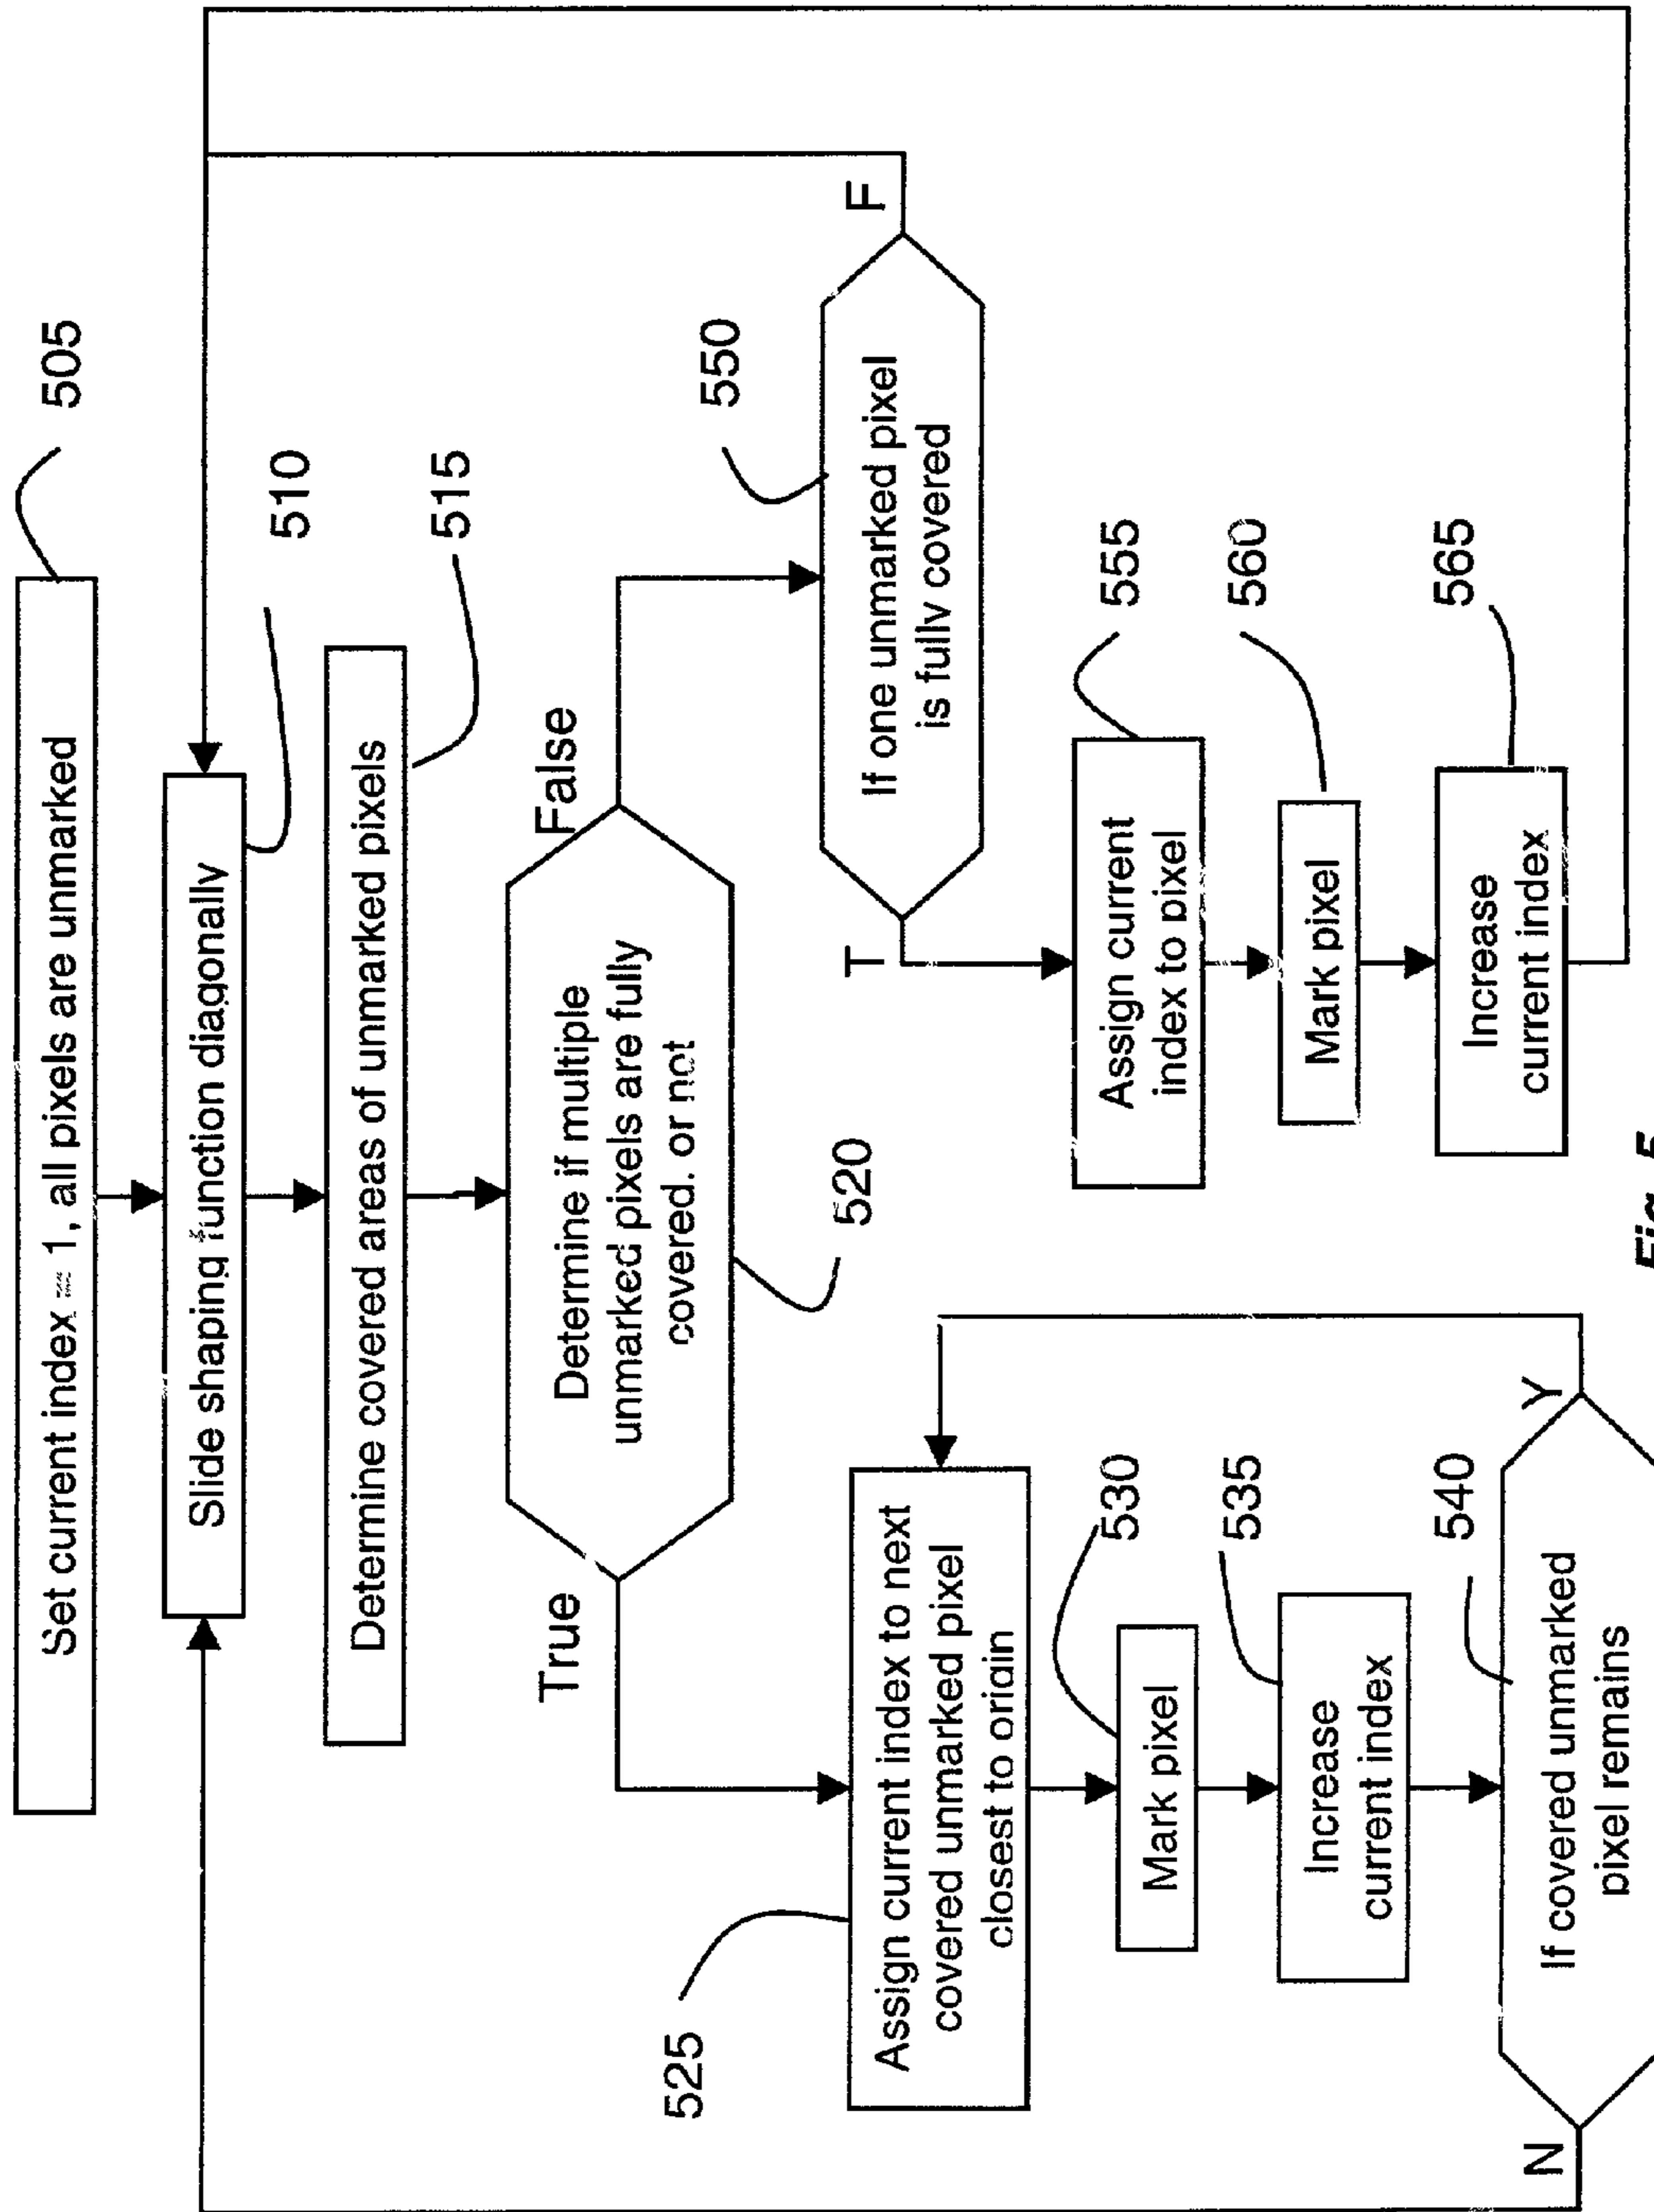 Set current index = 1, all pixels are unmarked
505
Slide shaping function diagonally
510
Determine covered areas of unmarked pixels
515
Determine if multiple
unmarked pixels are fully
covered. or not
520
True
False
Assign current index to next
covered unmarked pixel
closest to origin
525
Mark pixel
530
Increase
current index
535
If covered unmarked
pixel remains
540
N
Y
If one unmarked pixel
is fully covered
550
T
F
Assign current
index to pixel
555
Mark pixel
560
Increase
current index
565
Fig. 5